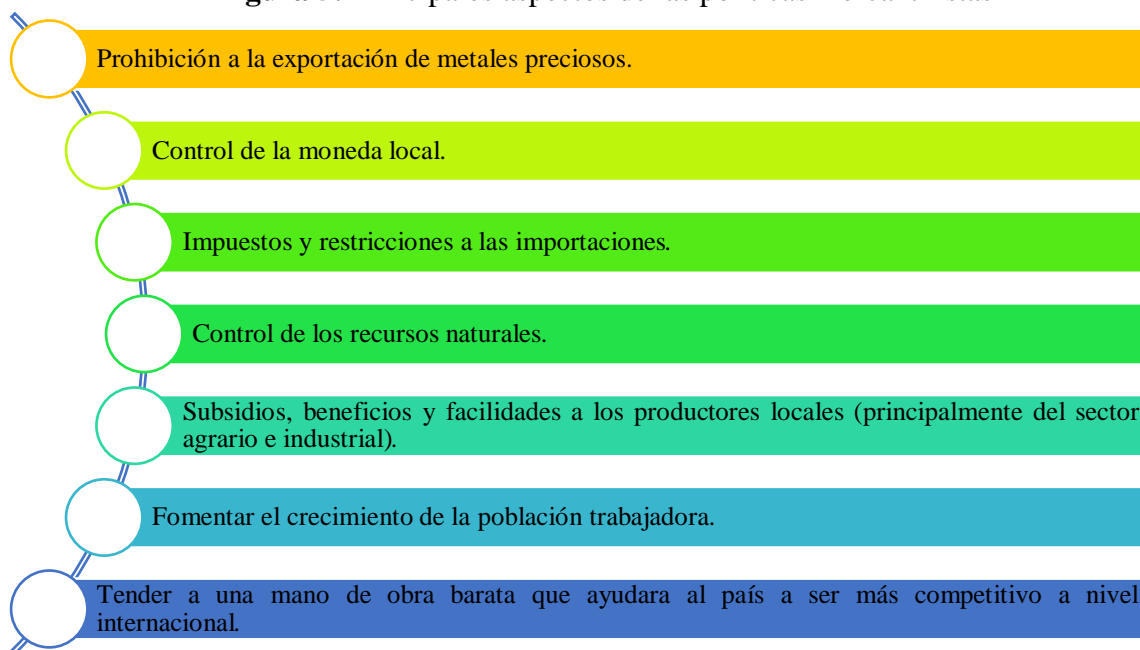 Prohibición a la exportación de metales preciosos.
Control de la moneda local.
Impuestos y restricciones a las importaciones.
Control de los recursos naturales.
Subsidios, beneficios y facilidades a los productores locales (principalmente del sector
agrario e industrial).
Fomentar el crecimiento de la población trabajadora.
Tender a una mano de obra barata que ayudara al país a ser más competitivo a nivel
internacional.